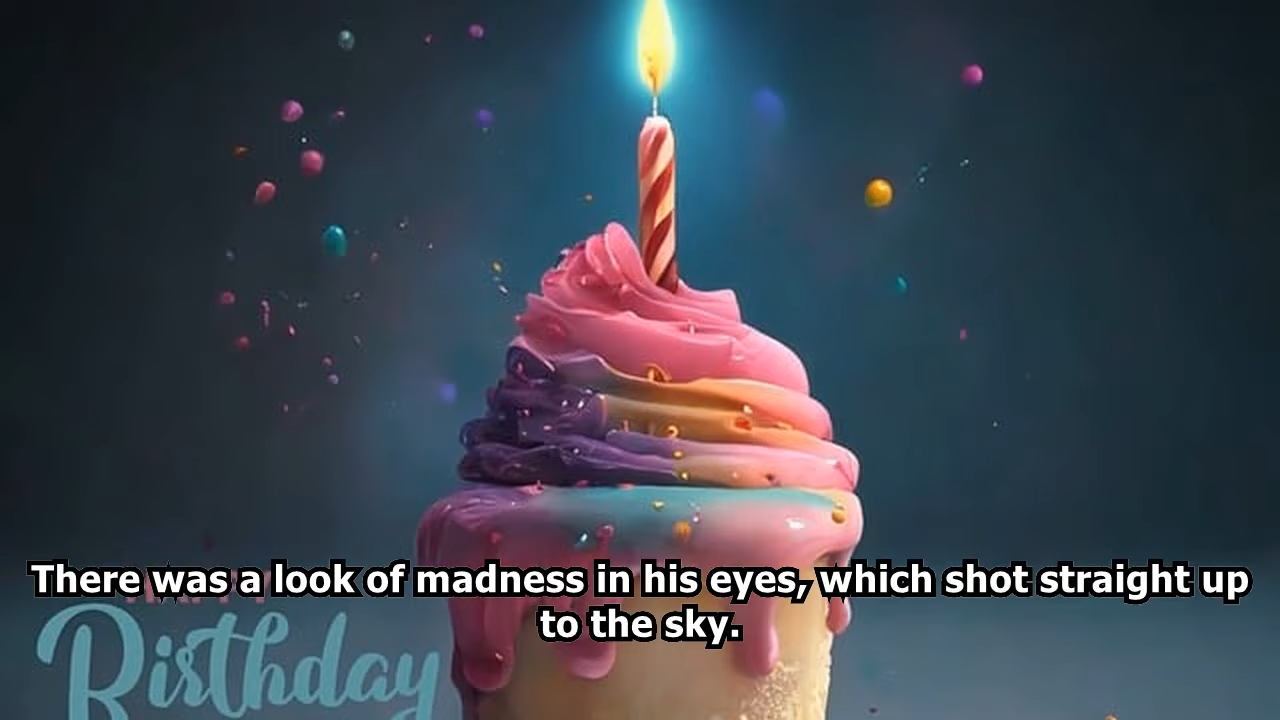 There was a look of madness in his eyes, which shot straight up
to the sky.
Birthday